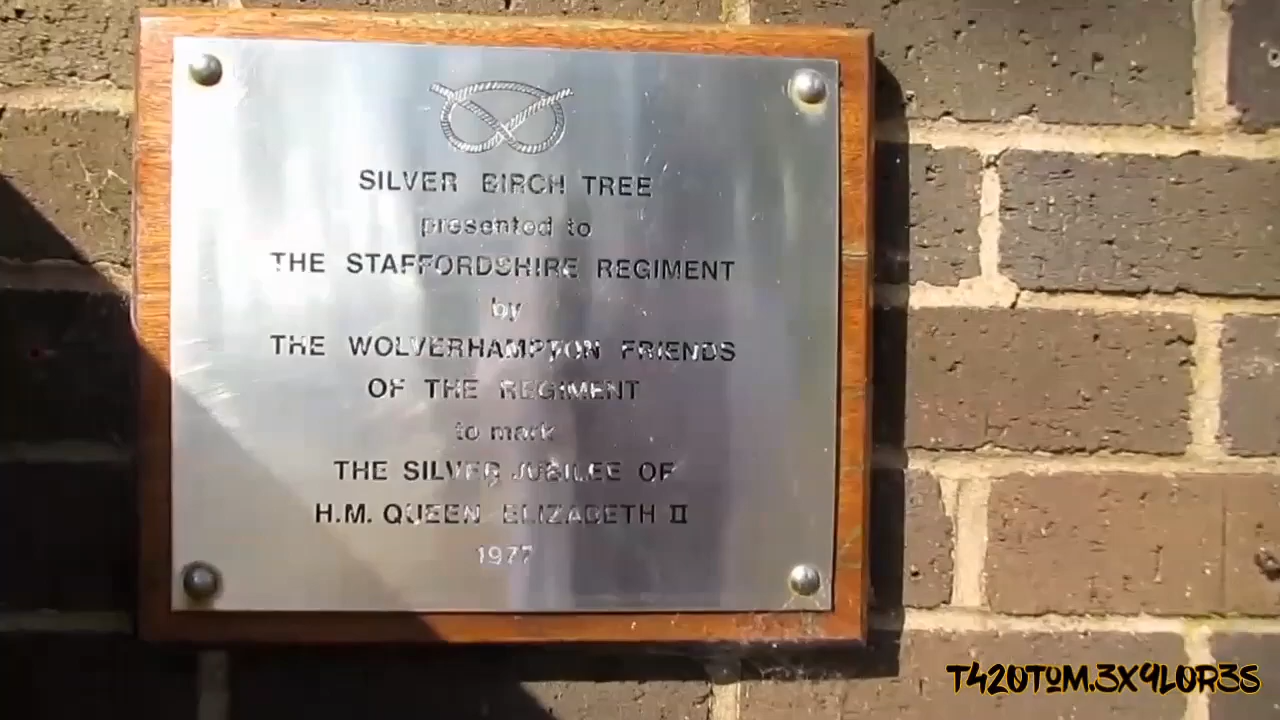 SILVER BIRCH TREE
presented to
THE STAFFORDSHIRE REGIMENT
by
THE WOLVERHAMPTON FRIENDS
OF THE REGIMENT
to mark
THE SILVER JUBILEE OF
H.M. QUEEN ELIZABETH II
1977
T420TOM.3X9LOR3S